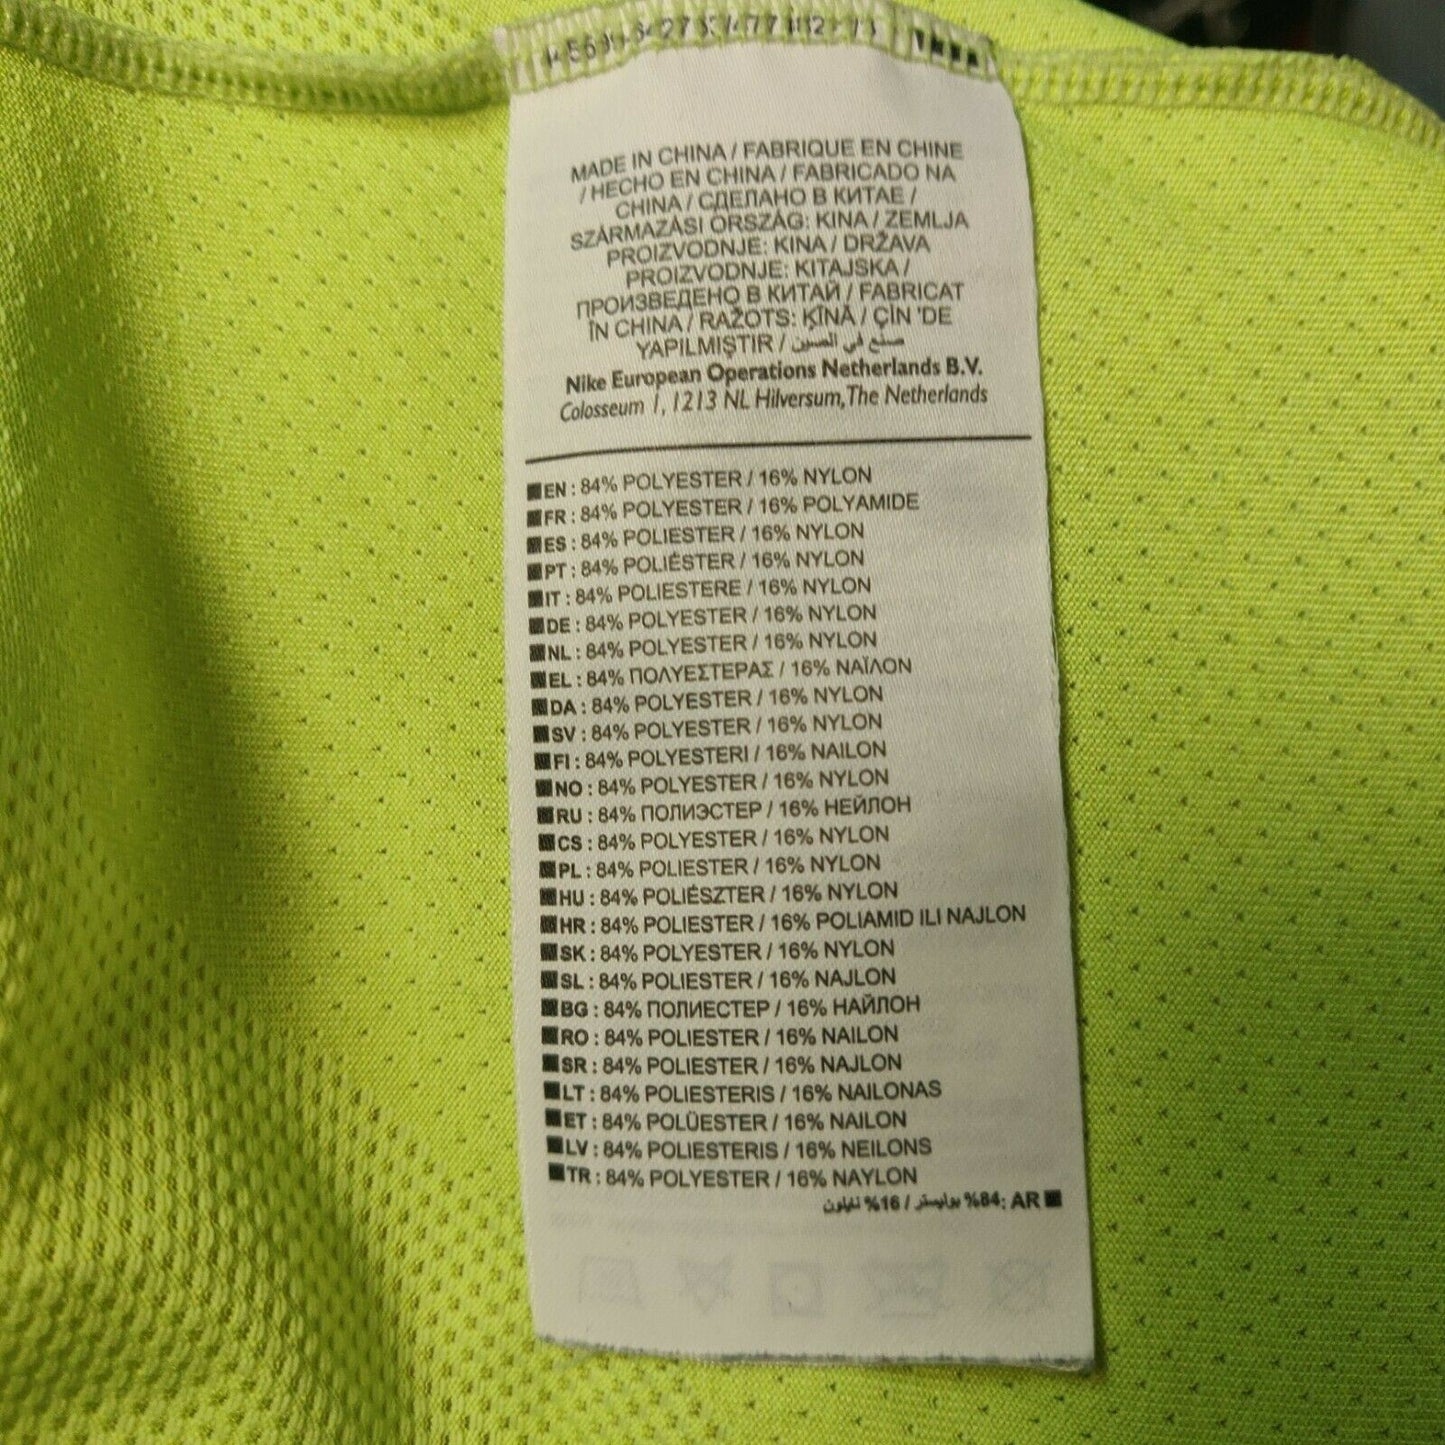 MADE IN CHINA / FABRIQUE EN CHINE
/ HECHO EN CHINA / FABRICADO NA
CHINA / СДЕЛАНО В КИТАЕ /
SZÁRMAZÁSI ORSZÁG: KINA / ZEMLJA
PROIZVODNJE: KINA / DRŽAVA
PROIZVODNJE: KITAJSKA /
ПРОИЗВЕДЕНО В КИТАЙ / FABRICAT
ÎN CHINA / RAŽOTS: ĶĪNĀ / ÇİN 'DE
YAPILMIŞTIR / صنع في الصين
Nike European Operations Netherlands B.V.
Colosseum 1, 1213 NL Hilversum, The Netherlands
EN : 84% POLYESTER / 16% NYLON
FR : 84% POLYESTER / 16% POLYAMIDE
ES : 84% POLIESTER / 16% NYLON
PT : 84% POLIÉSTER / 16% NYLON
IT : 84% POLIESTERE / 16% NYLON
DE : 84% POLYESTER / 16% NYLON
NL : 84% POLYESTER / 16% NYLON
EL : 84% ΠΟΛΥΕΣΤΕΡΑΣ / 16% ΝΑΪΛΟΝ
DA : 84% POLYESTER / 16% NYLON
SV : 84% POLYESTER / 16% NYLON
FI : 84% POLYESTERI / 16% NAILON
NO : 84% POLYESTER / 16% NYLON
RU : 84% ПОЛИЭСТЕР / 16% НЕЙЛОН
CS : 84% POLYESTER / 16% NYLON
PL : 84% POLIESTER / 16% NYLON
HU : 84% POLIÉSZTER / 16% NYLON
HR : 84% POLIESTER / 16% POLIAMID ILI NAJLON
SK : 84% POLYESTER / 16% NYLON
SL : 84% POLIESTER / 16% NAJLON
BG : 84% ПОЛИЕСТЕР / 16% НАЙЛОН
RO : 84% POLIESTER / 16% NAILON
SR : 84% POLIESTER / 16% NAJLON
LT : 84% POLIESTERIS / 16% NAILONAS
ET : 84% POLÜESTER / 16% NAILON
LV : 84% POLIESTERIS / 16% NEILONS
TR : 84% POLYESTER / 16% NAYLON
AR :84% بوليستر / 16% نايلون